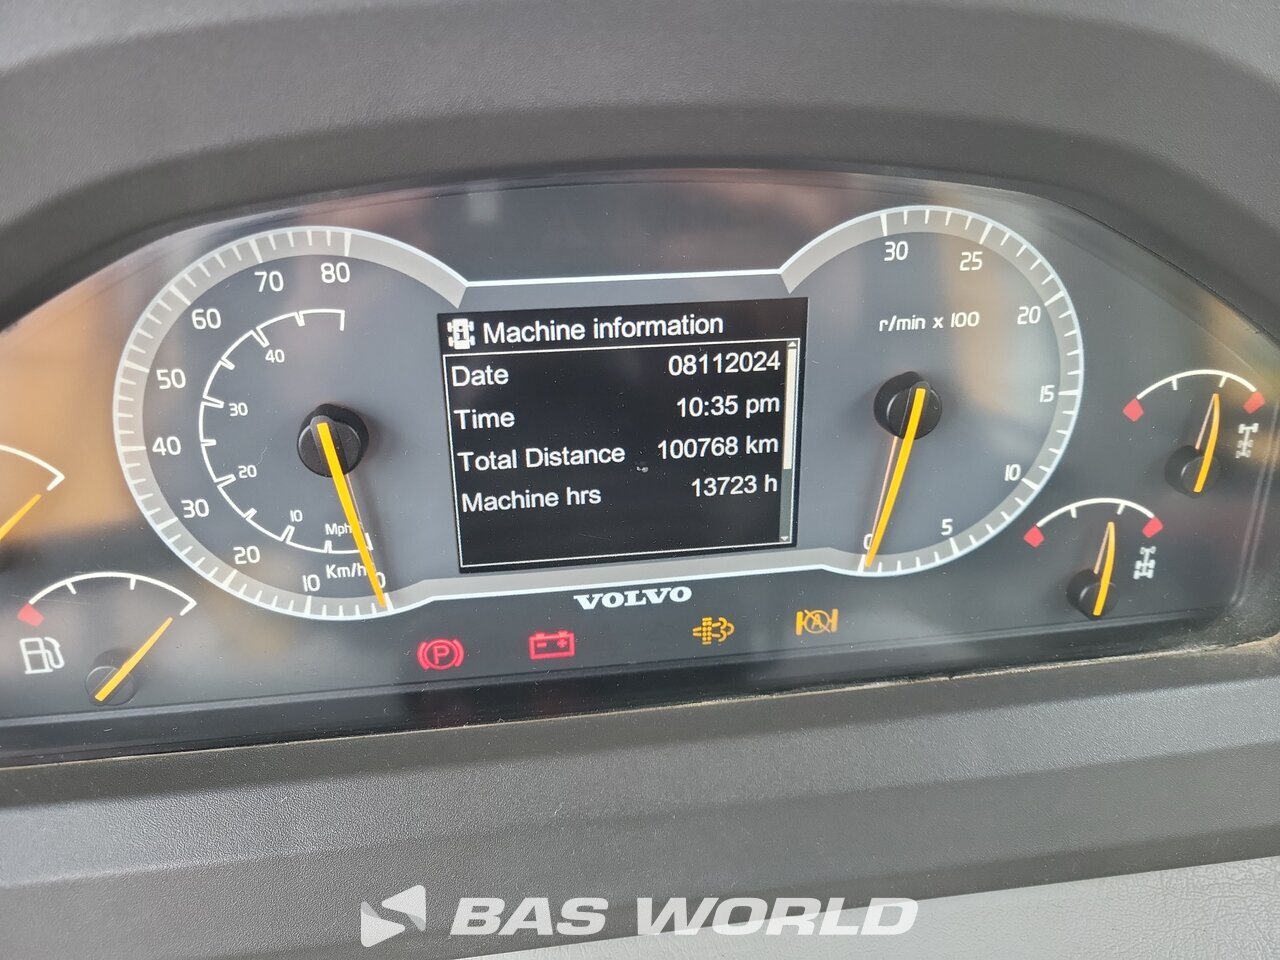 80
70
60
50
40
30
20
10
0
Km/h
40
30
20
10
Mph
Machine information
Date 08112024
Time 10:35 pm
Total Distance 100768 km
Machine hrs 13723 h
30
25
20
15
10
5
0
r/min x 100
VOLVO
P
A
BAS WORLD